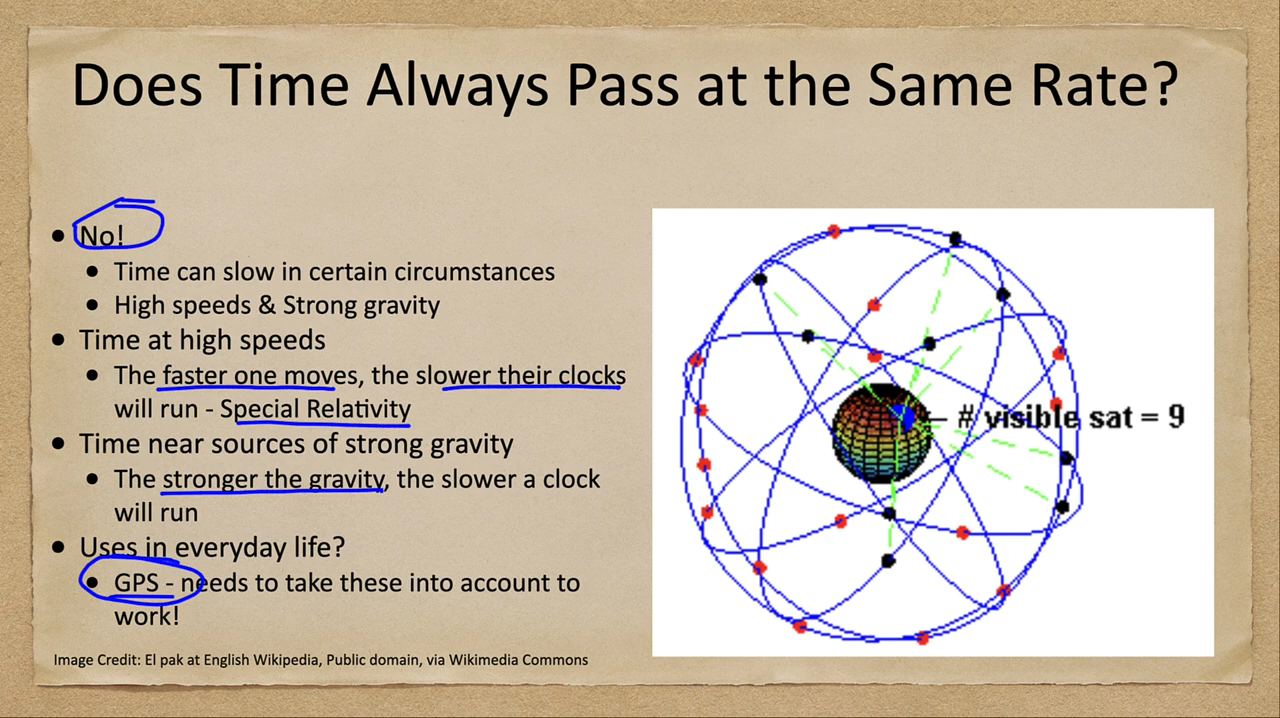 Does Time Always Pass at the Same Rate?
• No!
• Time can slow in certain circumstances
• High speeds & Strong gravity
• Time at high speeds
• The faster one moves, the slower their clocks
will run - Special Relativity
• Time near sources of strong gravity
• The stronger the gravity, the slower a clock
will run
• Uses in everyday life?
• GPS - needs to take these into account to
work!
← # visible sat = 9
Image Credit: El pak at English Wikipedia, Public domain, via Wikimedia Commons